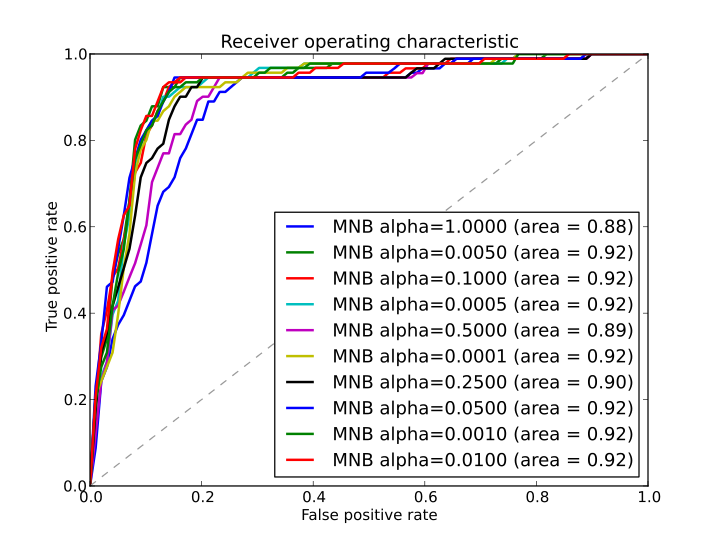 Receiver operating characteristic
1.0
0.8
0.6
0.4
0.2
0.0
True positive rate
MNB alpha=1.0000 (area = 0.88)
MNB alpha=0.0050 (area = 0.92)
MNB alpha=0.1000 (area = 0.92)
MNB alpha=0.0005 (area = 0.92)
MNB alpha=0.5000 (area = 0.89)
MNB alpha=0.0001 (area = 0.92)
MNB alpha=0.2500 (area = 0.90)
MNB alpha=0.0500 (area = 0.92)
MNB alpha=0.0010 (area = 0.92)
MNB alpha=0.0100 (area = 0.92)
0.0 0.2 0.4 0.6 0.8 1.0
False positive rate